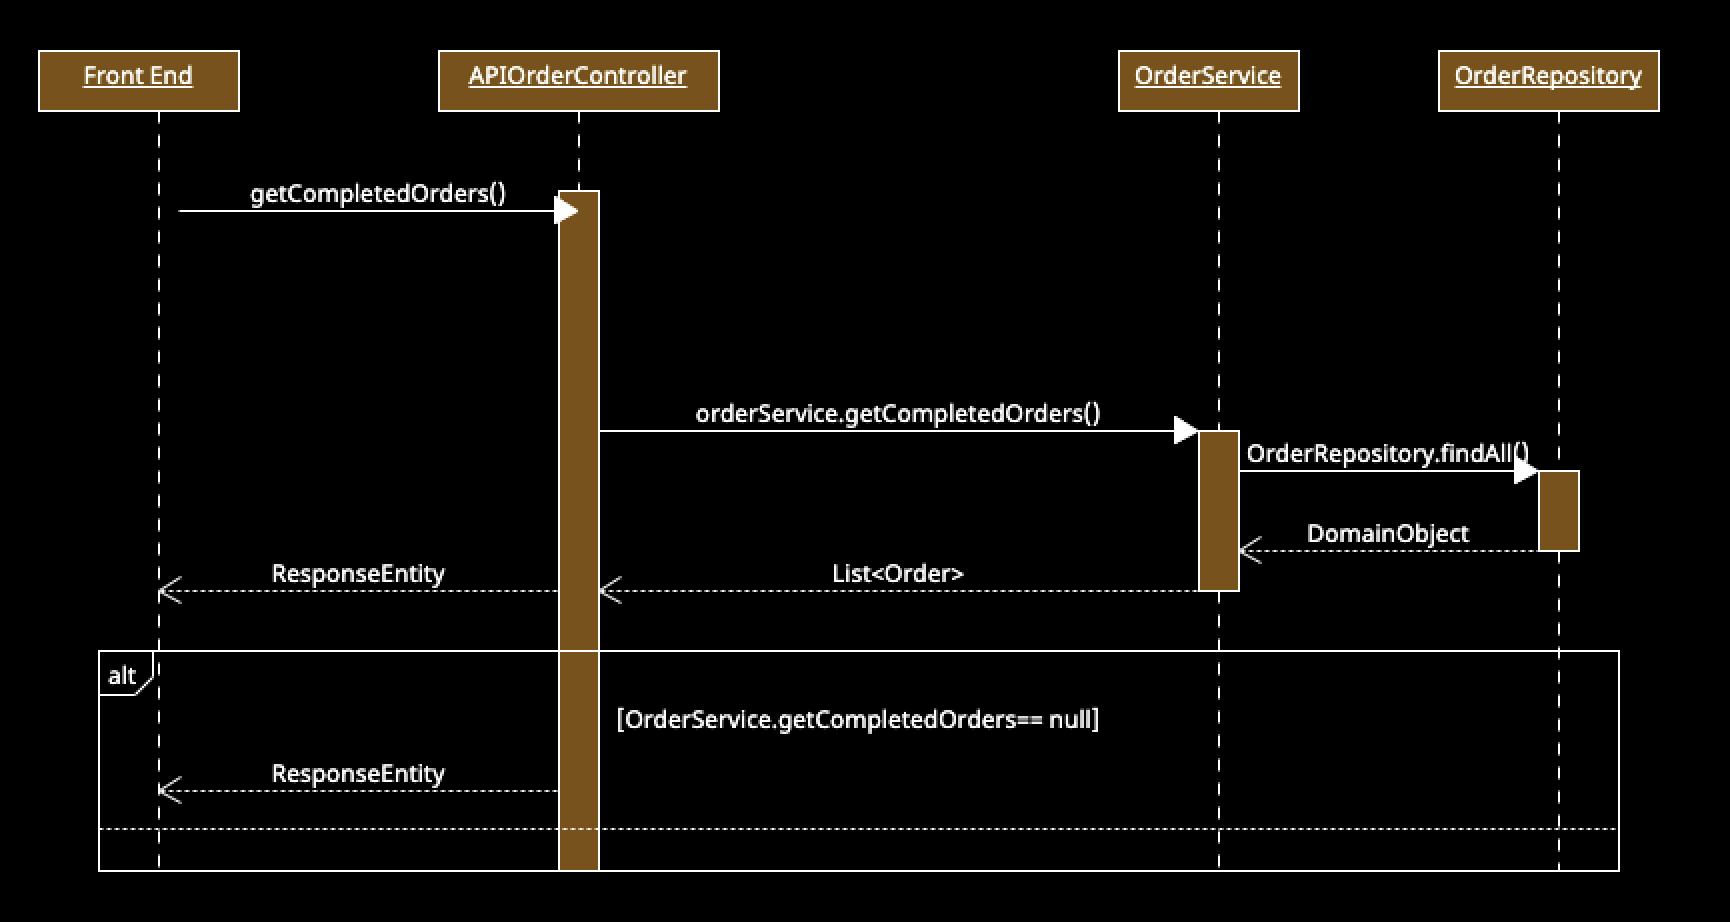 Front End
APIOrderController
OrderService
OrderRepository
getCompletedOrders()
orderService.getCompletedOrders()
OrderRepository.findAll()
DomainObject
ResponseEntity
List<Order>
alt
[OrderService.getCompletedOrders== null]
ResponseEntity